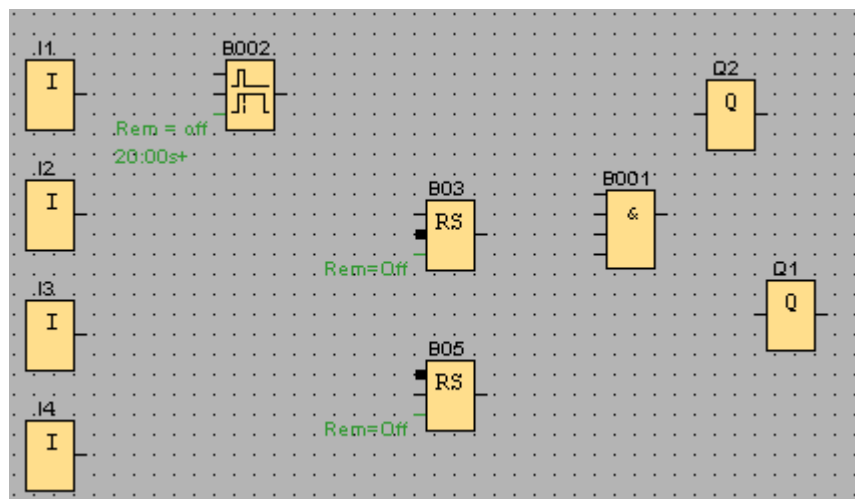 I1
I
B002
Rem = off
20:00s+
Q2
Q
I2
I
B03
RS
Rem=Off
B001
&
Q1
Q
I3
I
B05
RS
Rem=Off
I4
I